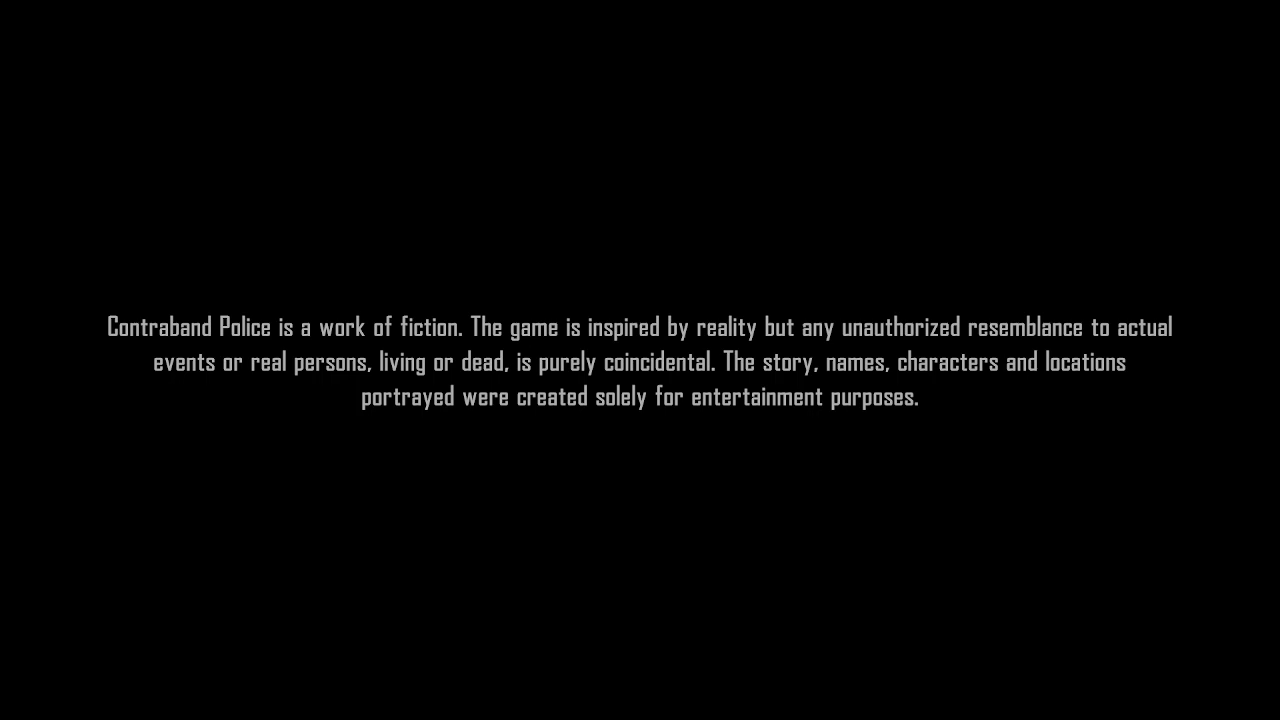 Contraband Police is a work of fiction. The game is inspired by reality but any unauthorized resemblance to actual
events or real persons, living or dead, is purely coincidental. The story, names, characters and locations
portrayed were created solely for entertainment purposes.